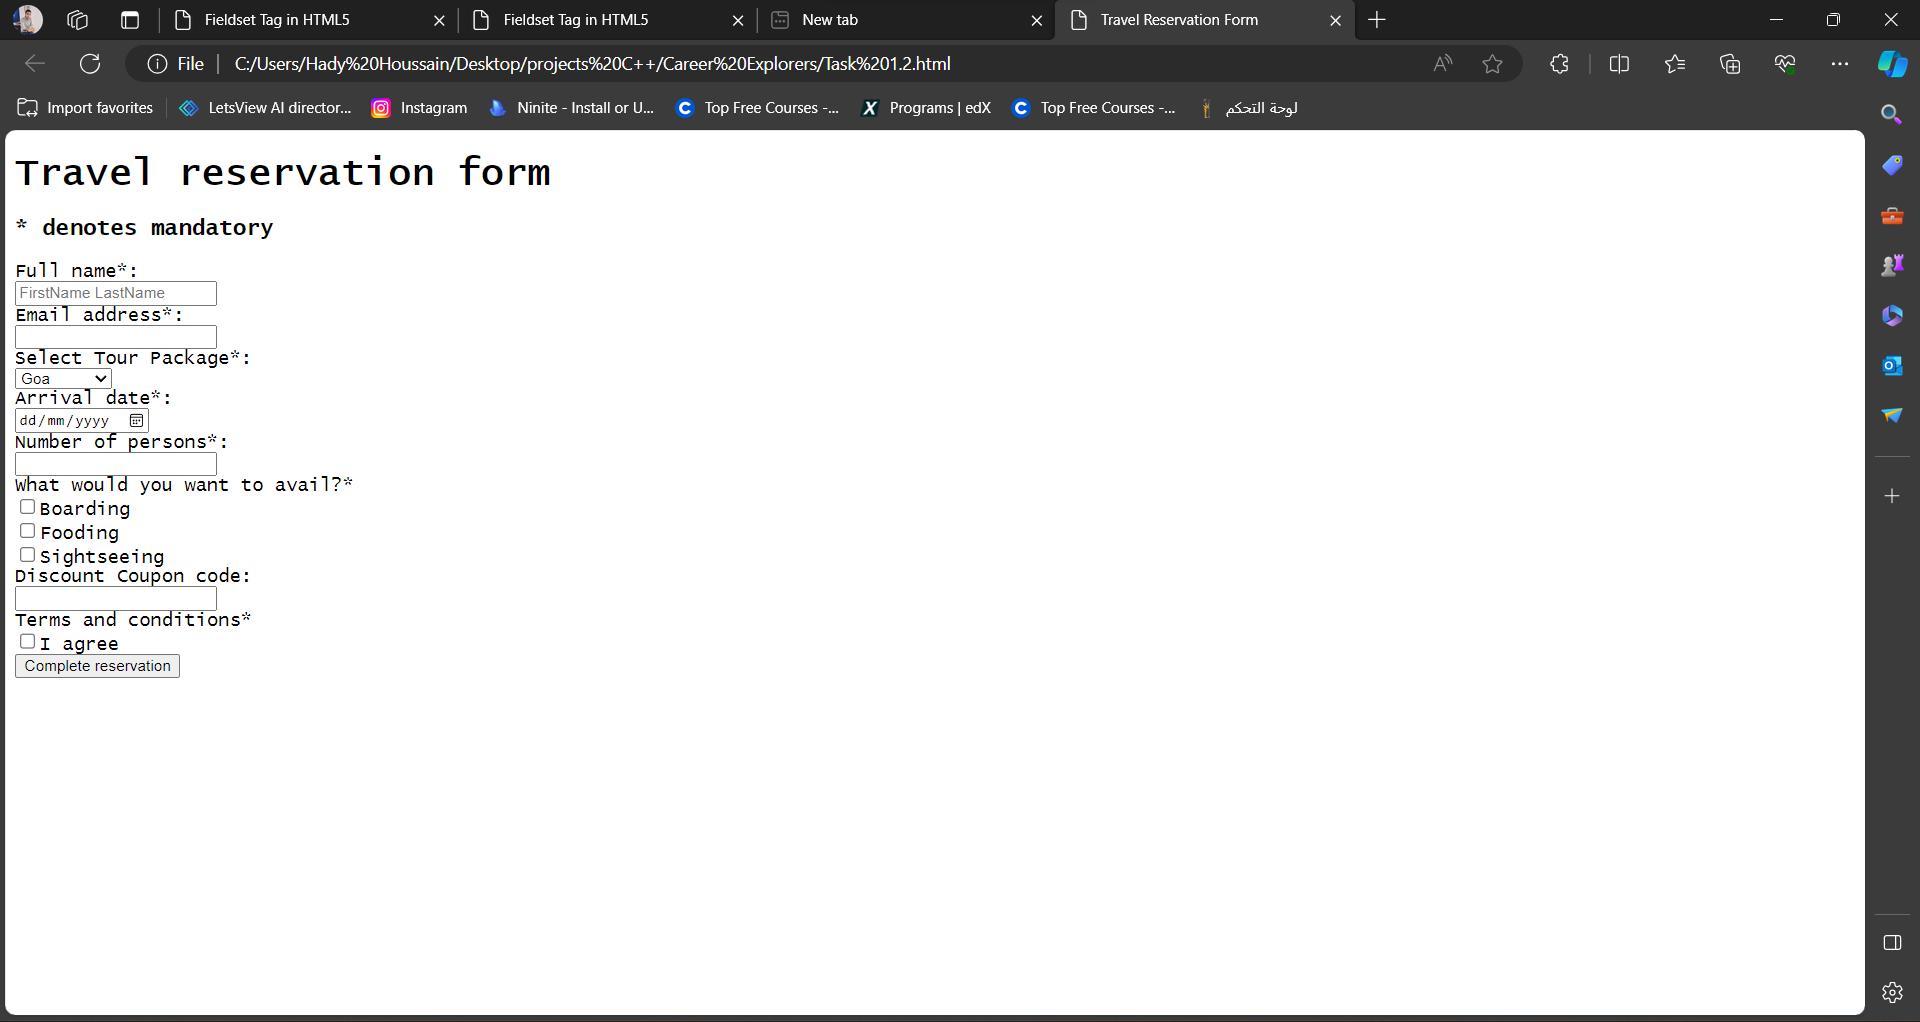 Fieldset Tag in HTML5
Fieldset Tag in HTML5
New tab
Travel Reservation Form
File
C:/Users/Hady%20Houssain/Desktop/projects%20C++/Career%20Explorers/Task%201.2.html
Import favorites
LetsView AI director...
Instagram
Ninite - Install or U...
Top Free Courses -...
Programs | edX
Top Free Courses -...
لوحة التحكم
Travel reservation form
* denotes mandatory
Full name*:
FirstName LastName
Email address*:
Select Tour Package*:
Goa
Arrival date*:
dd/mm/yyyy
Number of persons*:
What would you want to avail?*
Boarding
Fooding
Sightseeing
Discount Coupon code:
Terms and conditions*
I agree
Complete reservation